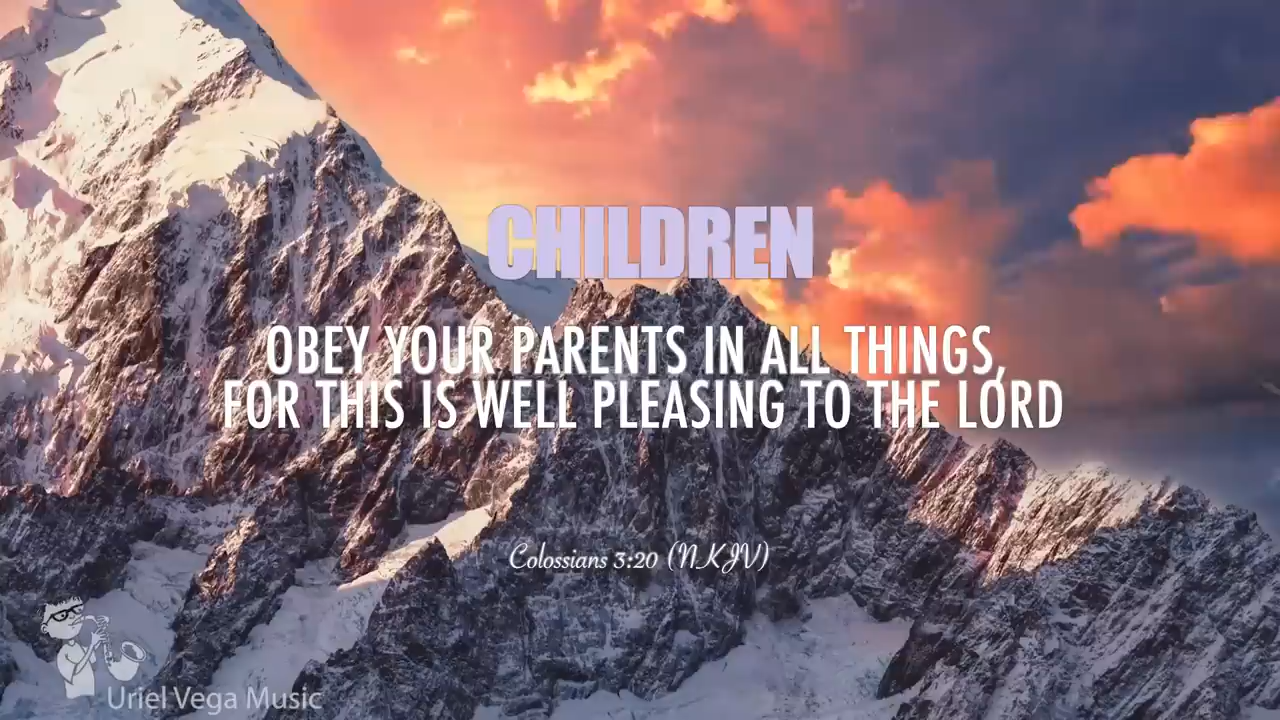 CHILDREN
OBEY YOUR PARENTS IN ALL THINGS,
FOR THIS IS WELL PLEASING TO THE LORD
Colossians 3:20 (NKJV)
Uriel Vega Music